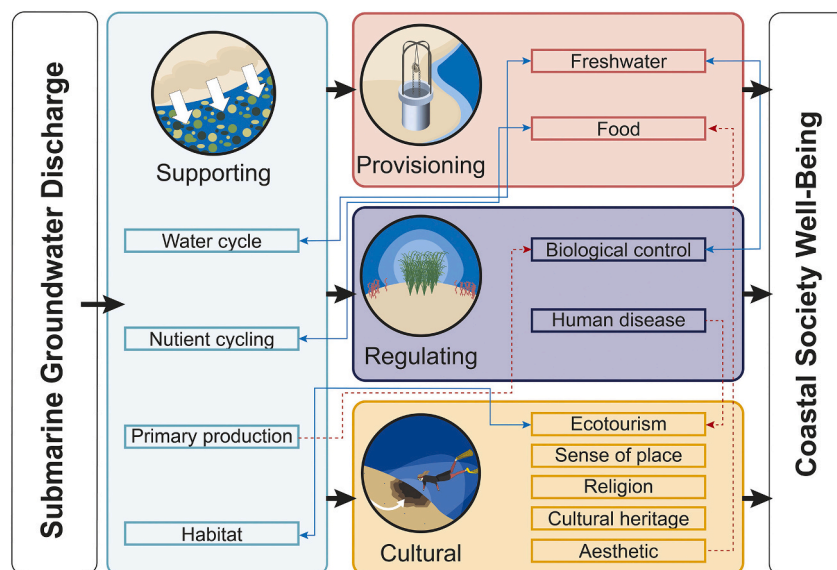 Submarine Groundwater Discharge
Supporting
Water cycle
Nutient cycling
Primary production
Habitat
Provisioning
Freshwater
Food
Regulating
Biological control
Human disease
Cultural
Ecotourism
Sense of place
Religion
Cultural heritage
Aesthetic
Coastal Society Well-Being